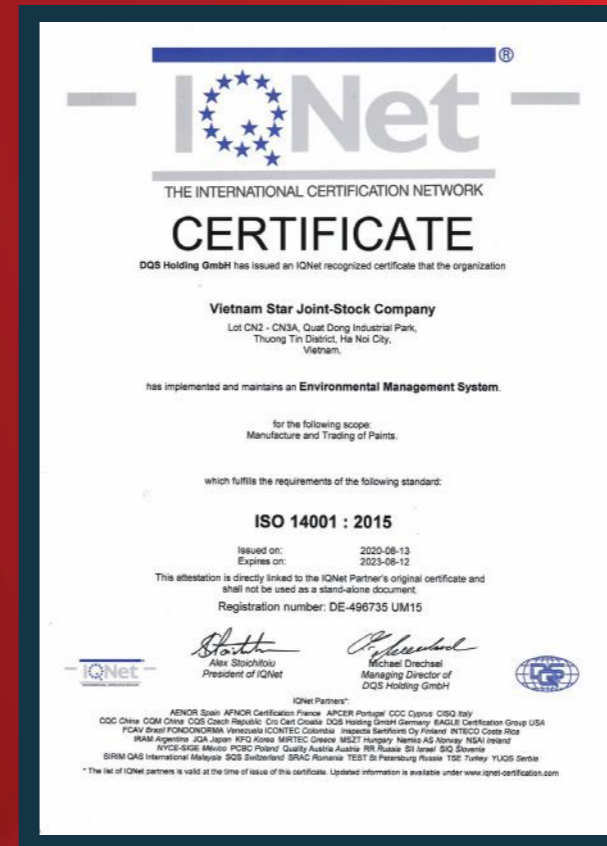 IQNet ®
THE INTERNATIONAL CERTIFICATION NETWORK
CERTIFICATE
DQS Holding GmbH has issued an IQNet recognized certificate that the organization
Vietnam Star Joint-Stock Company
Lot CN2 - CN3A, Quat Dong Industrial Park,
Thuong Tin District, Ha Noi City,
Vietnam.
has implemented and maintains an Environmental Management System.
for the following scope:
Manufacture and Trading of Paints.
which fulfills the requirements of the following standard:
ISO 14001 : 2015
Issued on: 2020-08-13
Expires on: 2023-08-12
This attestation is directly linked to the IQNet Partner's original certificate and
shall not be used as a stand-alone document.
Registration number: DE-496735 UM15
Alex Stoichitoiu
President of IQNet
Michael Drechsel
Managing Director of
DQS Holding GmbH
IQNet
DQS
IQNet Partners*:
AENOR Spain AFNOR Certification France APCER Portugal CCC Cyprus CISQ Italy
CQC China CQM China CQS Czech Republic Cro Cert Croatia DQS Holding GmbH Germany EAGLE Certification Group USA
FCAV Brazil FONDONORMA Venezuela ICONTEC Colombia Inspecta Sertifiointi Oy Finland INTECO Costa Rica
IRAM Argentina JQA Japan KFQ Korea MIRTEC Greece MSZT Hungary Nemko AS Norway NSAI Ireland
NYCE-SIGE México PCBC Poland Quality Austria Austria RR Russia SII Israel SIQ Slovenia
SIRIM QAS International Malaysia SQS Switzerland SRAC Romania TEST St Petersburg Russia TSE Turkey YUQS Serbia
* The list of IQNet partners is valid at the time of issue of this certificate. Updated information is available under www.iqnet-certification.com